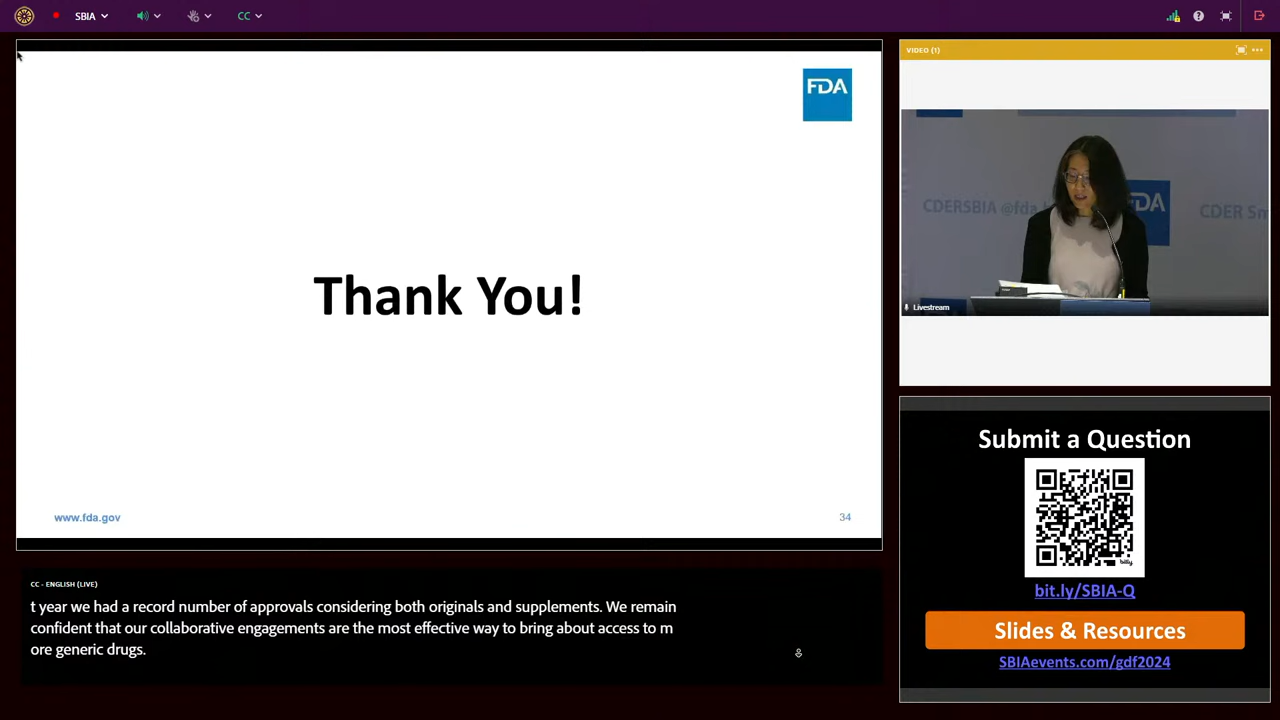 SBIA
CC
FDA
Thank You!
www.fda.gov
34
VIDEO (1)
CDERSBIA @fda
FDA
CDER Sm
Livestream
Submit a Question
bitly
bit.ly/SBIA-Q
Slides & Resources
SBIAevents.com/gdf2024
CC - ENGLISH (LIVE)
t year we had a record number of approvals considering both originals and supplements. We remain
confident that our collaborative engagements are the most effective way to bring about access to m
ore generic drugs.